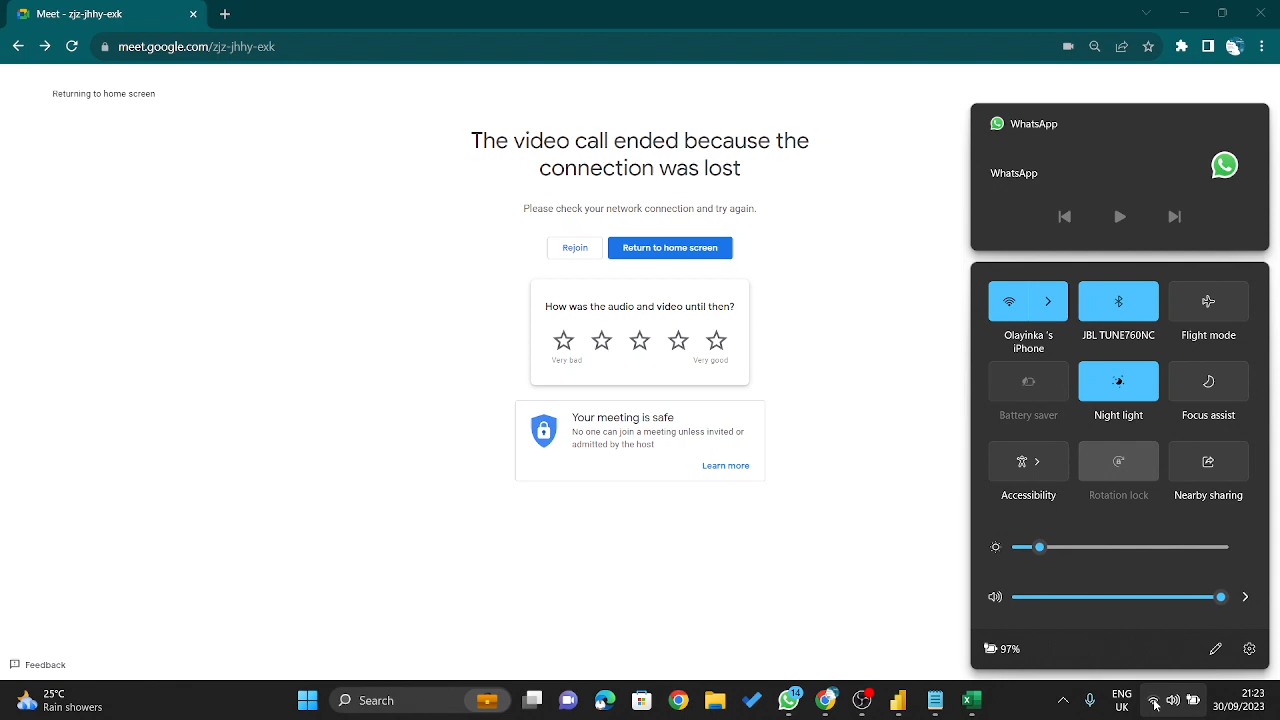 Meet - zjz-jhhy-exk
meet.google.com/zjz-jhhy-exk
Returning to home screen
The video call ended because the
connection was lost
Please check your network connection and try again.
Rejoin
Return to home screen
How was the audio and video until then?
Very bad
Very good
Your meeting is safe
No one can join a meeting unless invited or
admitted by the host
Learn more
Feedback
WhatsApp
WhatsApp
Olayinka 's
iPhone
JBL TUNE760NC
Flight mode
Battery saver
Night light
Focus assist
Accessibility
Rotation lock
Nearby sharing
97%
25°C
Rain showers
Search
14
ENG
UK
21:23
30/09/2023